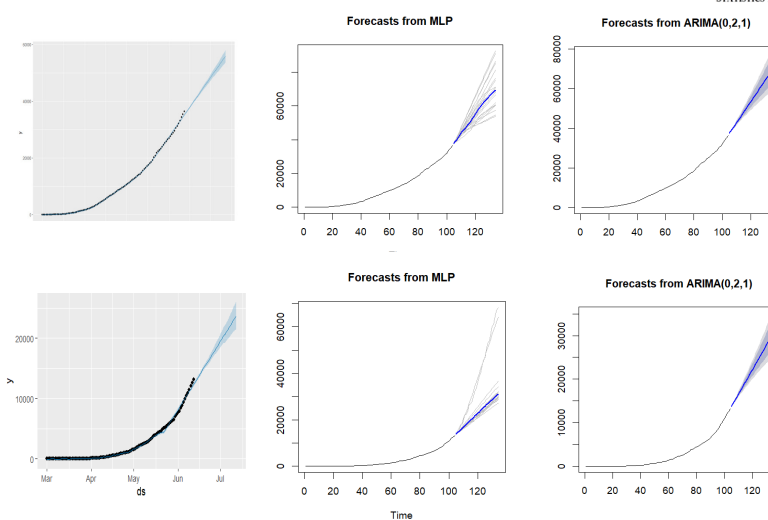 STATISTICS
Forecasts from MLP
Forecasts from ARIMA(0,2,1)
0 20000 60000
0 20 40 60 80 100 120
0 20000 40000 60000 80000
0 20 40 60 80 100 120
Forecasts from MLP
Forecasts from ARIMA(0,2,1)
y
0 10000 20000
Mar Apr May Jun Jul
ds
0 20000 40000 60000
0 20 40 60 80 100 120
Time
0 10000 20000 30000
0 20 40 60 80 100 120